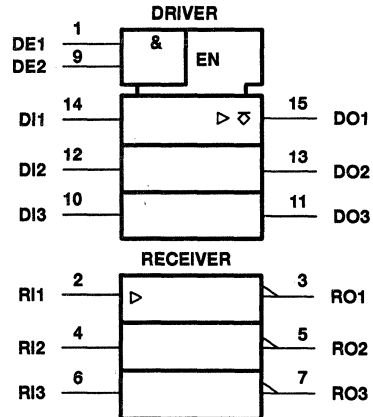 DRIVER
DE1 1
DE2 9
& EN
DI1 14 15 DO1
DI2 12 13 DO2
DI3 10 11 DO3
RECEIVER
RI1 2 3 RO1
RI2 4 5 RO2
RI3 6 7 RO3